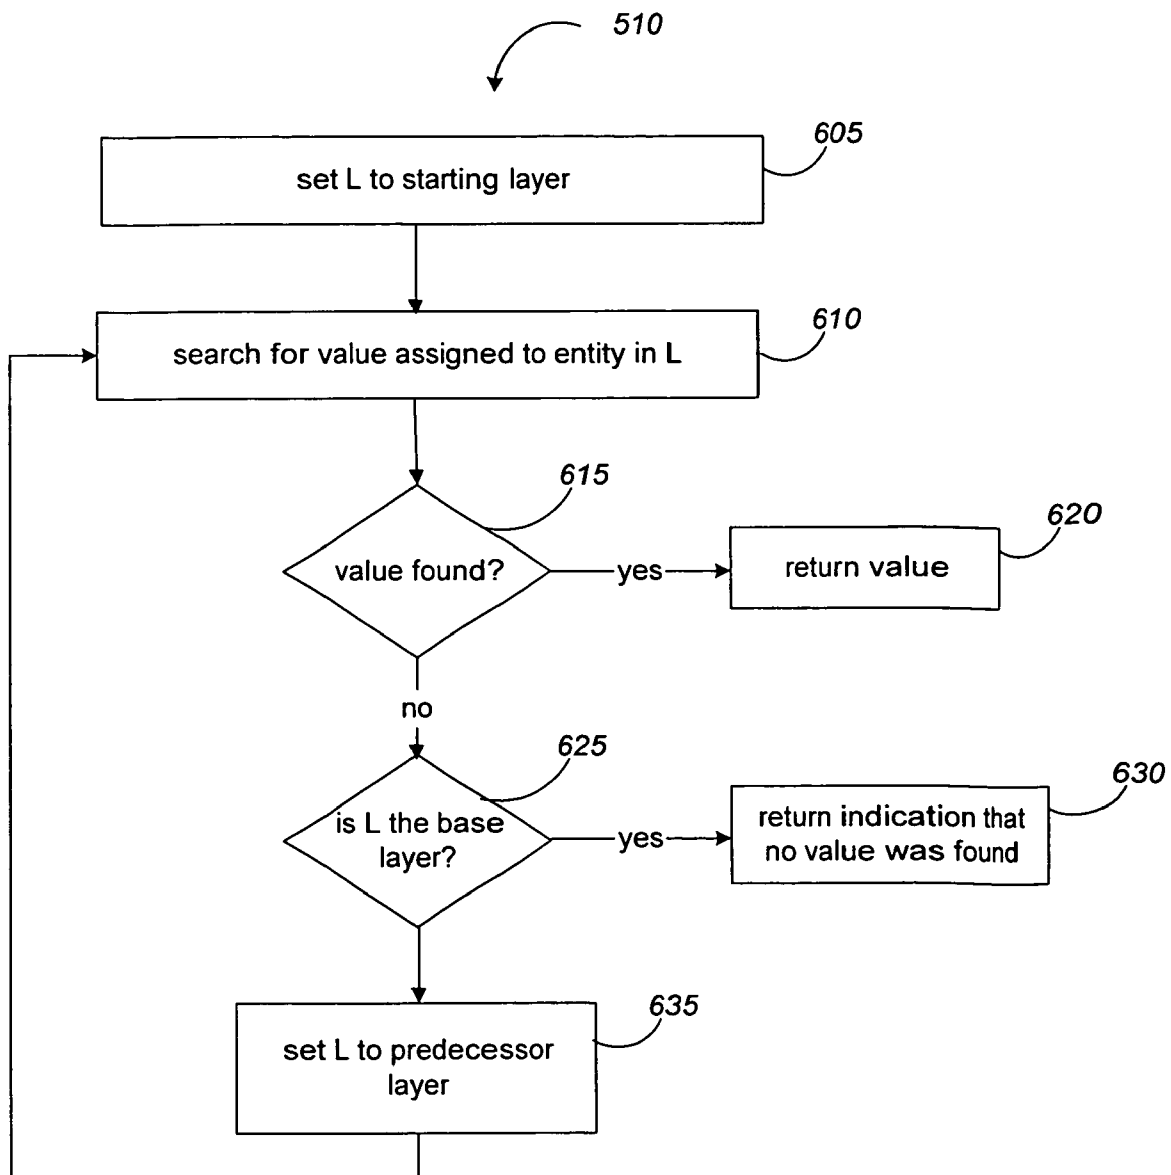 510
605
set L to starting layer
610
search for value assigned to entity in L
615
620
value found?
yes
return value
no
625
630
is L the base
layer?
yes
return indication that
no value was found
635
set L to predecessor
layer